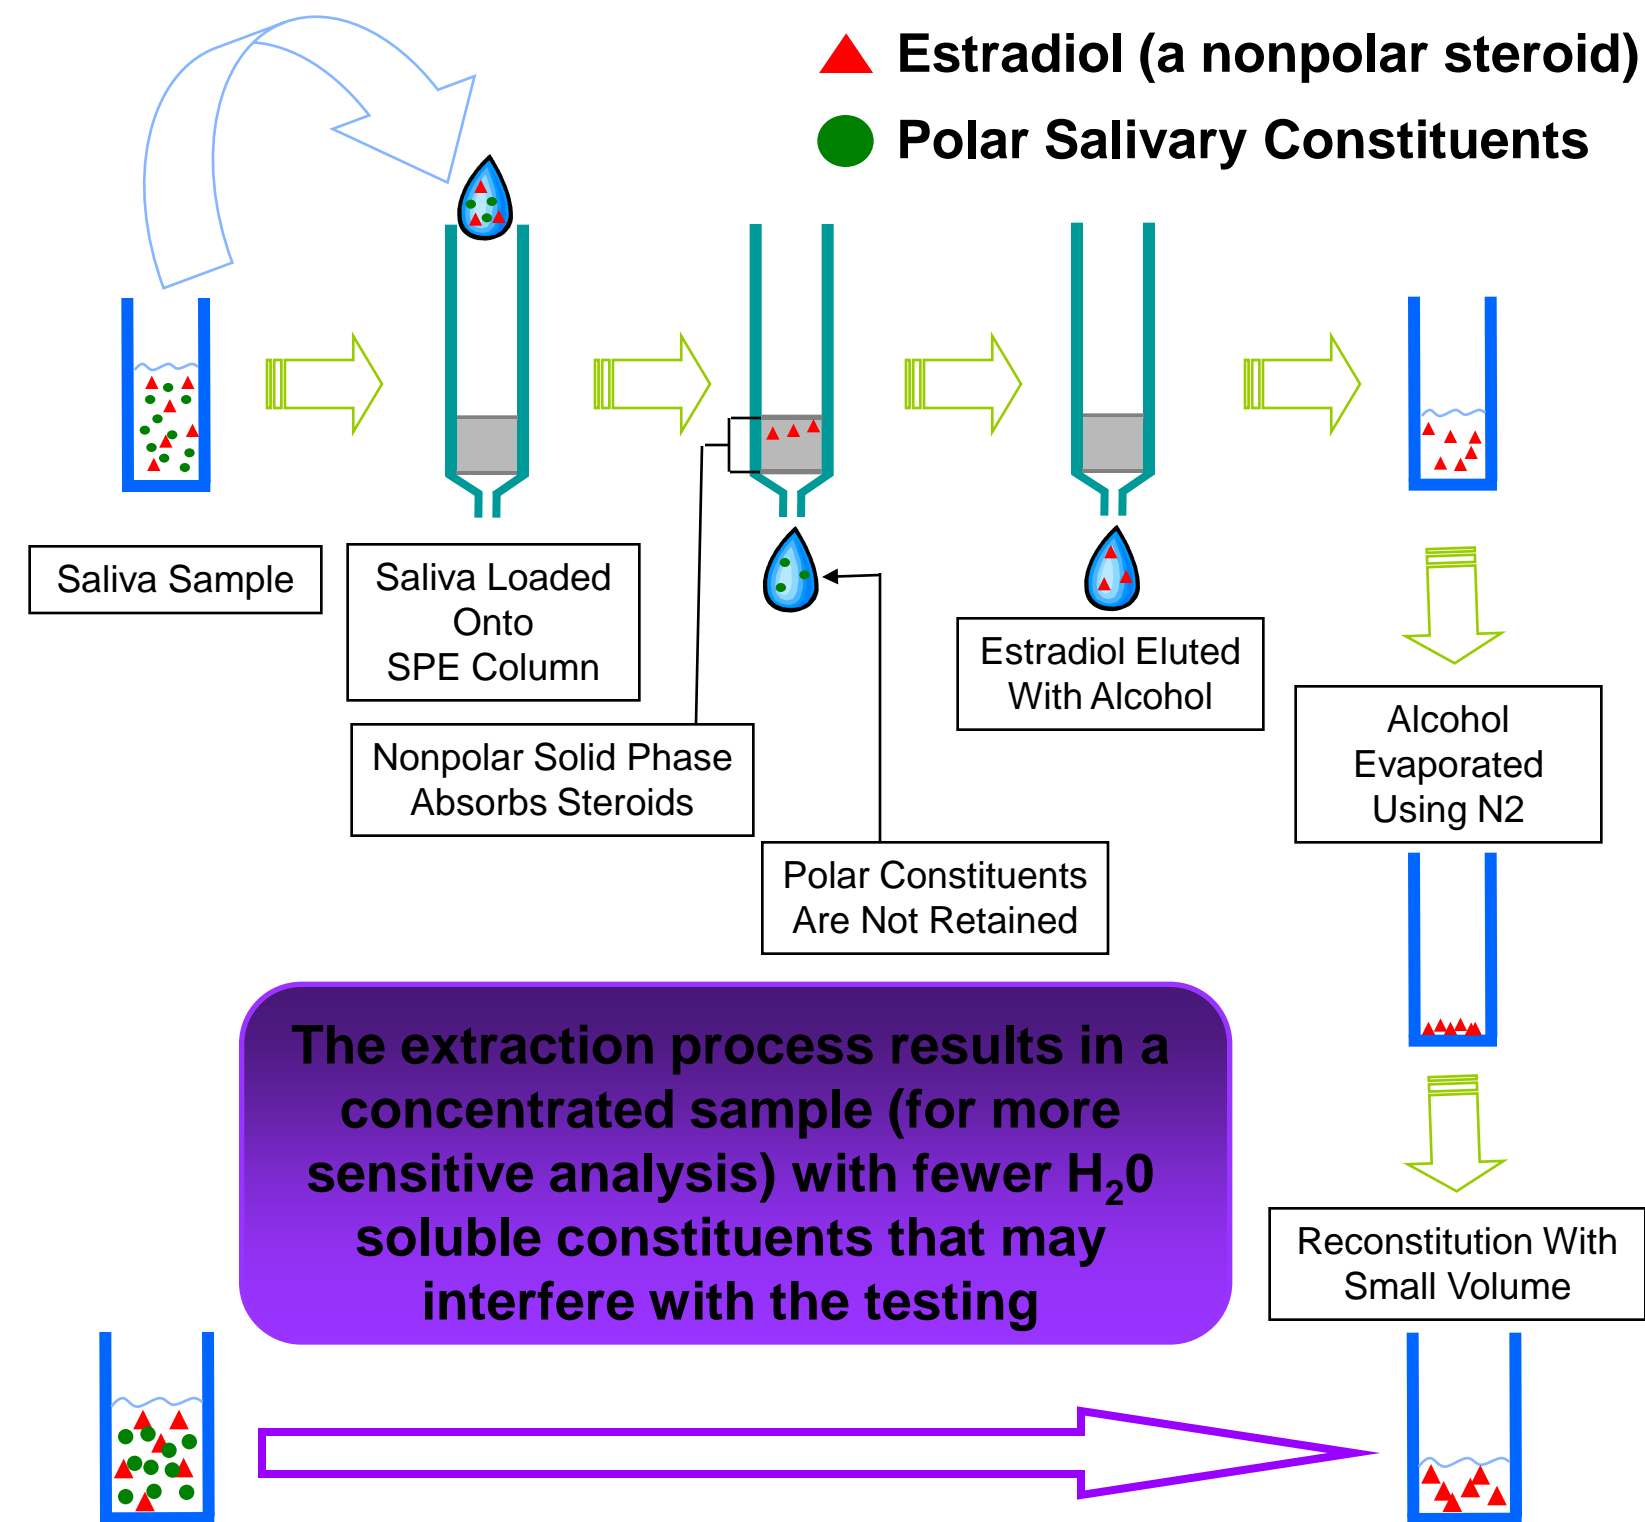 Estradiol (a nonpolar steroid)
Polar Salivary Constituents
Saliva Sample
Saliva Loaded
Onto
SPE Column
Nonpolar Solid Phase
Absorbs Steroids
Polar Constituents
Are Not Retained
Estradiol Eluted
With Alcohol
Alcohol
Evaporated
Using N2
Reconstitution With
Small Volume
The extraction process results in a
concentrated sample (for more
sensitive analysis) with fewer H₂0
soluble constituents that may
interfere with the testing